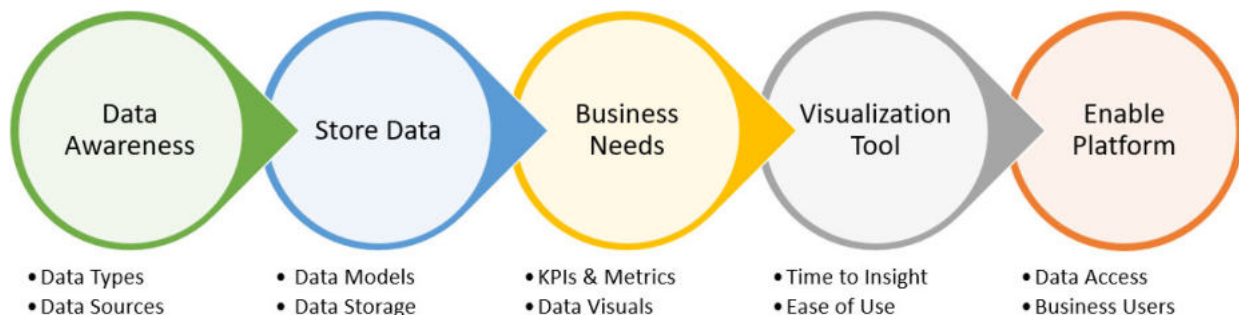 Data
Awareness
Store Data
Business
Needs
Visualization
Tool
Enable
Platform
• Data Types
• Data Sources
• Data Models
• Data Storage
• KPIs & Metrics
• Data Visuals
• Time to Insight
• Ease of Use
• Data Access
• Business Users